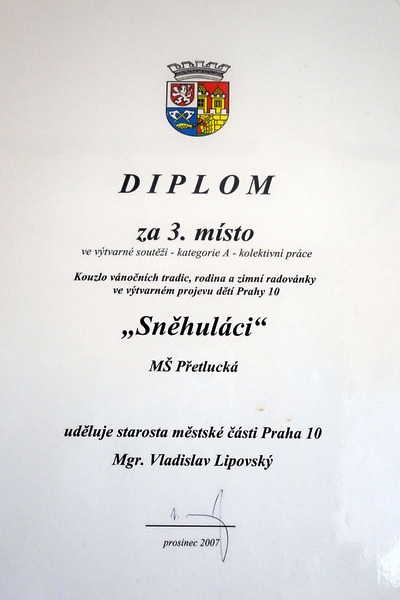 DIPLOM
za 3. místo
ve výtvarné soutěži - kategorie A - kolektivní práce
Kouzlo vánočních tradic, rodina a zimní radovánky
ve výtvarném projevu dětí Prahy 10
„Sněhuláci“
MŠ Přetlucká
uděluje starosta městské části Praha 10
Mgr. Vladislav Lipovský
prosinec 2007